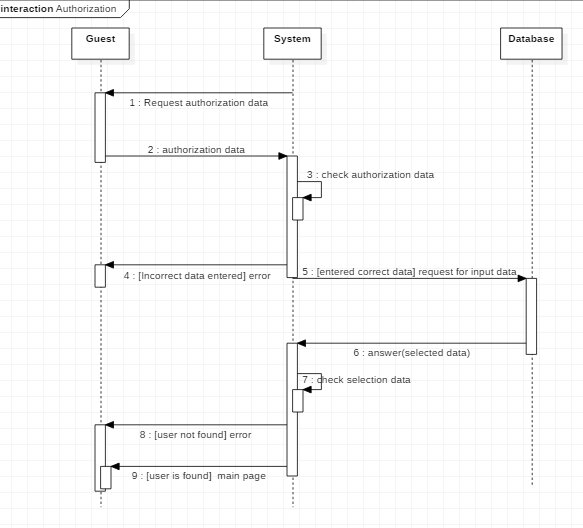 interaction Authorization
Guest
System
Database
1 : Request authorization data
2 : authorization data
3 : check authorization data
4 : [Incorrect data entered] error
5 : [entered correct data] request for input data
6 : answer(selected data)
7 : check selection data
8 : [user not found] error
9 : [user is found]  main page